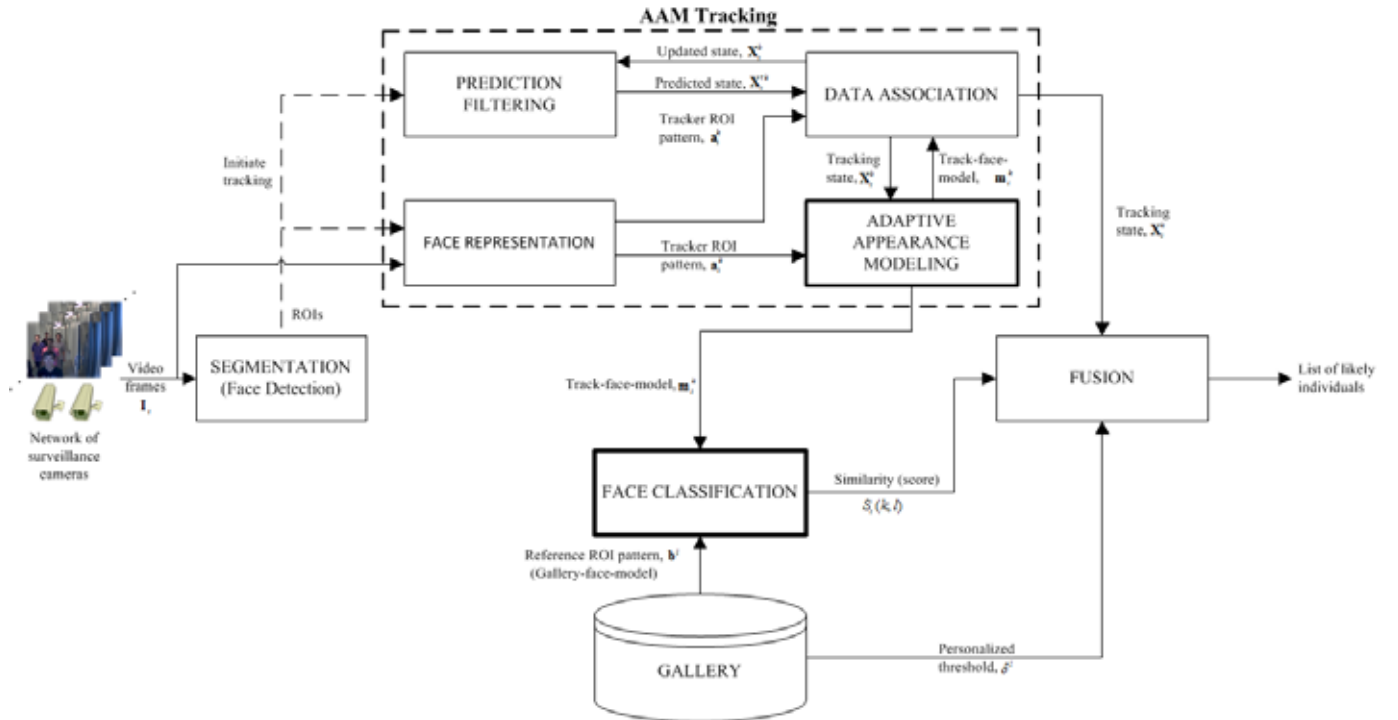 AAM Tracking
Updated state, X
PREDICTION
FILTERING
Predicted state, X
DATA ASSOCIATION
Tracker ROI
pattern, a
Initiate
tracking
Tracking
state, X
Track-face-
model, m
FACE REPRESENTATION
Tracker ROI
pattern, a
ADAPTIVE
APPEARANCE
MODELING
Tracking
state, X
ROIs
Video
frames
I
SEGMENTATION
(Face Detection)
Network of
surveillance
cameras
Track-face-model, m
FUSION
List of likely
individuals
FACE CLASSIFICATION
Similarity (score)
S (k,l)
Reference ROI pattern, h
(Gallery-face-model)
GALLERY
Personalized
threshold, δ